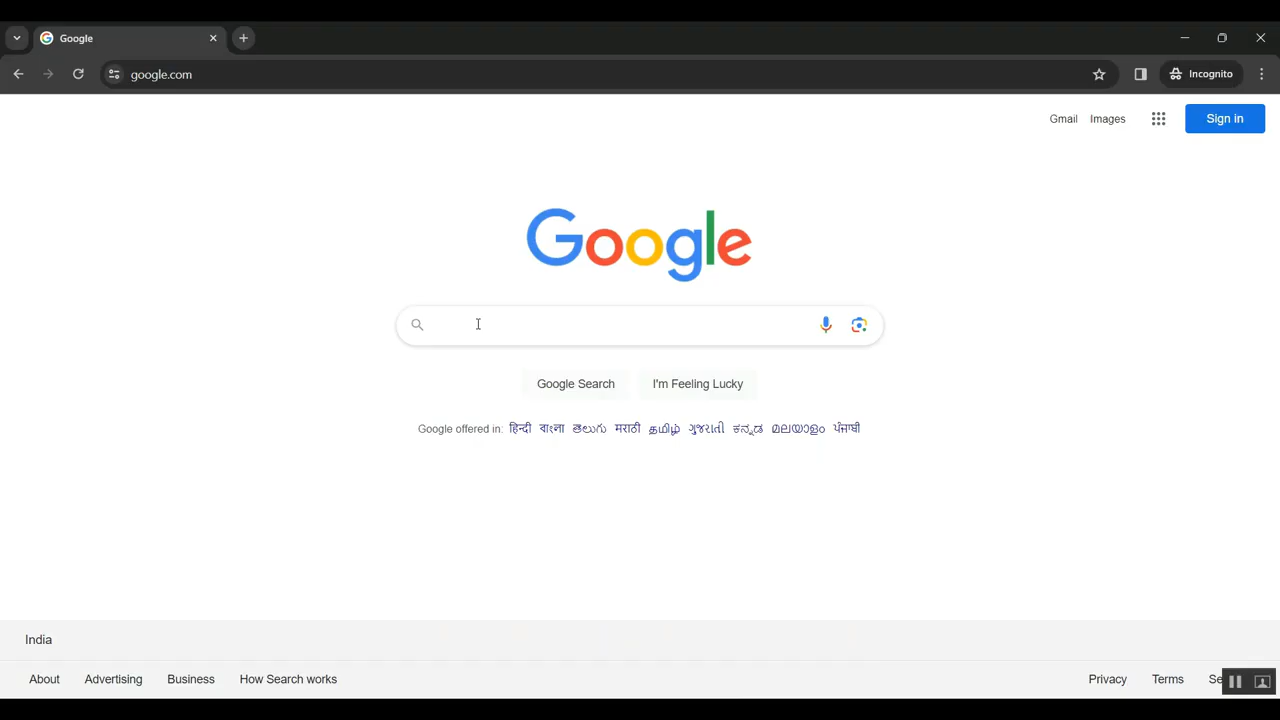 Google
google.com
Incognito
Gmail Images
Sign in
Google
Google Search I'm Feeling Lucky
Google offered in: हिन्दी বাংলা తెలుగు मराठी தமிழ் ગુજરાતી ಕನ್ನಡ മലയാളം ਪੰਜਾਬੀ
India
About Advertising Business How Search works Privacy Terms